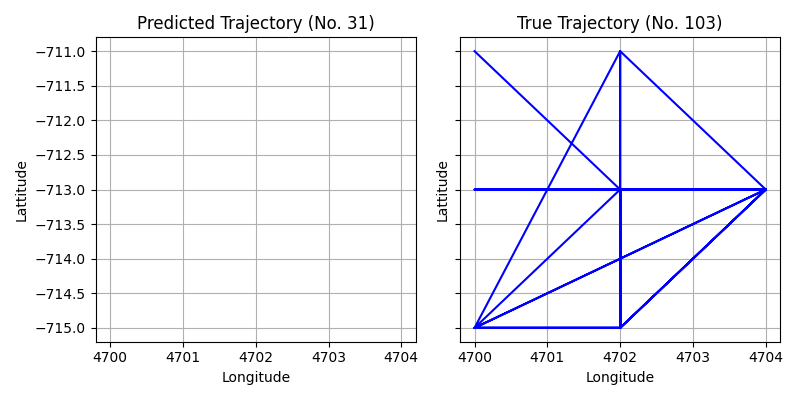 Predicted Trajectory (No. 31)
−711.0
−711.5
−712.0
−712.5
−713.0
−713.5
−714.0
−714.5
−715.0
Lattitude
4700 4701 4702 4703 4704
Longitude
True Trajectory (No. 103)
Lattitude
4700 4701 4702 4703 4704
Longitude